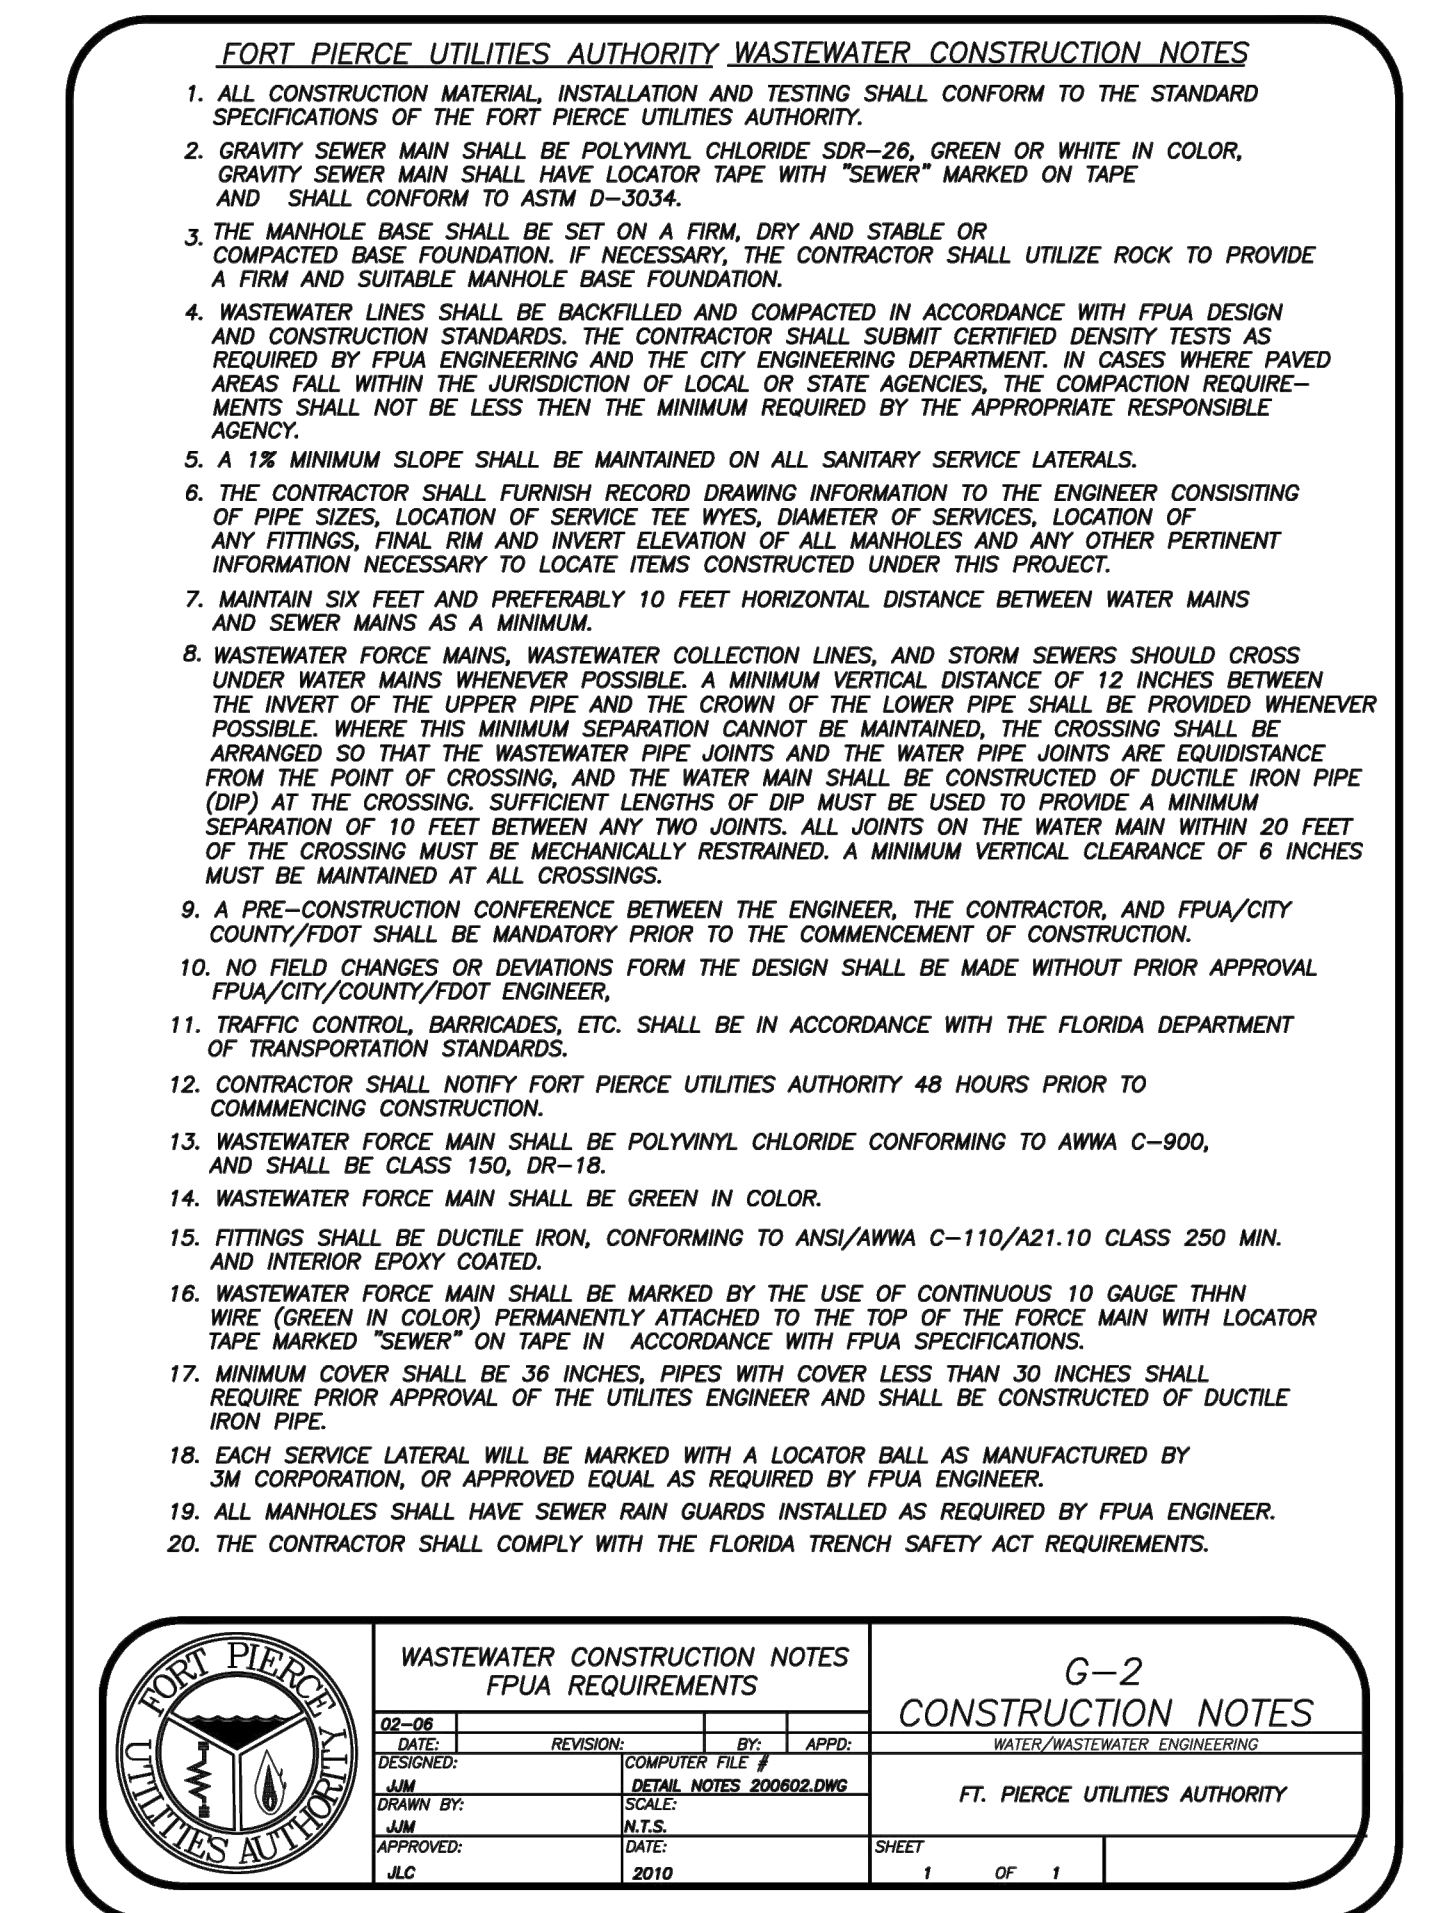 FORT PIERCE UTILITIES AUTHORITY WASTEWATER CONSTRUCTION NOTES
1. ALL CONSTRUCTION MATERIAL, INSTALLATION AND TESTING SHALL CONFORM TO THE STANDARD
SPECIFICATIONS OF THE FORT PIERCE UTILITIES AUTHORITY.
2. GRAVITY SEWER MAIN SHALL BE POLYVINYL CHLORIDE SDR-26, GREEN OR WHITE IN COLOR,
GRAVITY SEWER MAIN SHALL HAVE LOCATOR TAPE WITH "SEWER" MARKED ON TAPE
AND SHALL CONFORM TO ASTM D-3034.
3. THE MANHOLE BASE SHALL BE SET ON A FIRM, DRY AND STABLE OR
COMPACTED BASE FOUNDATION. IF NECESSARY, THE CONTRACTOR SHALL UTILIZE ROCK TO PROVIDE
A FIRM AND SUITABLE MANHOLE BASE FOUNDATION.
4. WASTEWATER LINES SHALL BE BACKFILLED AND COMPACTED IN ACCORDANCE WITH FPUA DESIGN
AND CONSTRUCTION STANDARDS. THE CONTRACTOR SHALL SUBMIT CERTIFIED DENSITY TESTS AS
REQUIRED BY FPUA ENGINEERING AND THE CITY ENGINEERING DEPARTMENT. IN CASES WHERE PAVED
AREAS FALL WITHIN THE JURISDICTION OF LOCAL OR STATE AGENCIES, THE COMPACTION REQUIRE-
MENTS SHALL NOT BE LESS THEN THE MINIMUM REQUIRED BY THE APPROPRIATE RESPONSIBLE
AGENCY.
5. A 1% MINIMUM SLOPE SHALL BE MAINTAINED ON ALL SANITARY SERVICE LATERALS.
6. THE CONTRACTOR SHALL FURNISH RECORD DRAWING INFORMATION TO THE ENGINEER CONSISITING
OF PIPE SIZES, LOCATION OF SERVICE TEE WYES, DIAMETER OF SERVICES, LOCATION OF
ANY FITTINGS, FINAL RIM AND INVERT ELEVATION OF ALL MANHOLES AND ANY OTHER PERTINENT
INFORMATION NECESSARY TO LOCATE ITEMS CONSTRUCTED UNDER THIS PROJECT.
7. MAINTAIN SIX FEET AND PREFERABLY 10 FEET HORIZONTAL DISTANCE BETWEEN WATER MAINS
AND SEWER MAINS AS A MINIMUM.
8. WASTEWATER FORCE MAINS, WASTEWATER COLLECTION LINES, AND STORM SEWERS SHOULD CROSS
UNDER WATER MAINS WHENEVER POSSIBLE. A MINIMUM VERTICAL DISTANCE OF 12 INCHES BETWEEN
THE INVERT OF THE UPPER PIPE AND THE CROWN OF THE LOWER PIPE SHALL BE PROVIDED WHENEVER
POSSIBLE. WHERE THIS MINIMUM SEPARATION CANNOT BE MAINTAINED, THE CROSSING SHALL BE
ARRANGED SO THAT THE WASTEWATER PIPE JOINTS AND THE WATER PIPE JOINTS ARE EQUIDISTANCE
FROM THE POINT OF CROSSING, AND THE WATER MAIN SHALL BE CONSTRUCTED OF DUCTILE IRON PIPE
(DIP) AT THE CROSSING. SUFFICIENT LENGTHS OF DIP MUST BE USED TO PROVIDE A MINIMUM
SEPARATION OF 10 FEET BETWEEN ANY TWO JOINTS. ALL JOINTS ON THE WATER MAIN WITHIN 20 FEET
OF THE CROSSING MUST BE MECHANICALLY RESTRAINED. A MINIMUM VERTICAL CLEARANCE OF 6 INCHES
MUST BE MAINTAINED AT ALL CROSSINGS.
9. A PRE-CONSTRUCTION CONFERENCE BETWEEN THE ENGINEER, THE CONTRACTOR, AND FPUA/CITY
COUNTY/FDOT SHALL BE MANDATORY PRIOR TO THE COMMENCEMENT OF CONSTRUCTION.
10. NO FIELD CHANGES OR DEVIATIONS FORM THE DESIGN SHALL BE MADE WITHOUT PRIOR APPROVAL
FPUA/CITY/COUNTY/FDOT ENGINEER,
11. TRAFFIC CONTROL, BARRICADES, ETC. SHALL BE IN ACCORDANCE WITH THE FLORIDA DEPARTMENT
OF TRANSPORTATION STANDARDS.
12. CONTRACTOR SHALL NOTIFY FORT PIERCE UTILITIES AUTHORITY 48 HOURS PRIOR TO
COMMMENCING CONSTRUCTION.
13. WASTEWATER FORCE MAIN SHALL BE POLYVINYL CHLORIDE CONFORMING TO AWWA C-900,
AND SHALL BE CLASS 150, DR-18.
14. WASTEWATER FORCE MAIN SHALL BE GREEN IN COLOR.
15. FITTINGS SHALL BE DUCTILE IRON, CONFORMING TO ANSI/AWWA C-110/A21.10 CLASS 250 MIN.
AND INTERIOR EPOXY COATED.
16. WASTEWATER FORCE MAIN SHALL BE MARKED BY THE USE OF CONTINUOUS 10 GAUGE THHN
WIRE (GREEN IN COLOR) PERMANENTLY ATTACHED TO THE TOP OF THE FORCE MAIN WITH LOCATOR
TAPE MARKED "SEWER" ON TAPE IN ACCORDANCE WITH FPUA SPECIFICATIONS.
17. MINIMUM COVER SHALL BE 36 INCHES, PIPES WITH COVER LESS THAN 30 INCHES SHALL
REQUIRE PRIOR APPROVAL OF THE UTILITES ENGINEER AND SHALL BE CONSTRUCTED OF DUCTILE
IRON PIPE.
18. EACH SERVICE LATERAL WILL BE MARKED WITH A LOCATOR BALL AS MANUFACTURED BY
3M CORPORATION, OR APPROVED EQUAL AS REQUIRED BY FPUA ENGINEER.
19. ALL MANHOLES SHALL HAVE SEWER RAIN GUARDS INSTALLED AS REQUIRED BY FPUA ENGINEER.
20. THE CONTRACTOR SHALL COMPLY WITH THE FLORIDA TRENCH SAFETY ACT REQUIREMENTS.
FORT PIERCE
UTILITIES AUTHORITY
WASTEWATER CONSTRUCTION NOTES
FPUA REQUIREMENTS
02-06
DATE: REVISION: BY: APPD:
DESIGNED: COMPUTER FILE #
JJM DETAIL NOTES 200602.DWG
DRAWN BY: SCALE:
JJM N.T.S.
APPROVED: DATE:
JLC 2010
G-2
CONSTRUCTION NOTES
WATER/WASTEWATER ENGINEERING
FT. PIERCE UTILITIES AUTHORITY
SHEET
1 OF 1